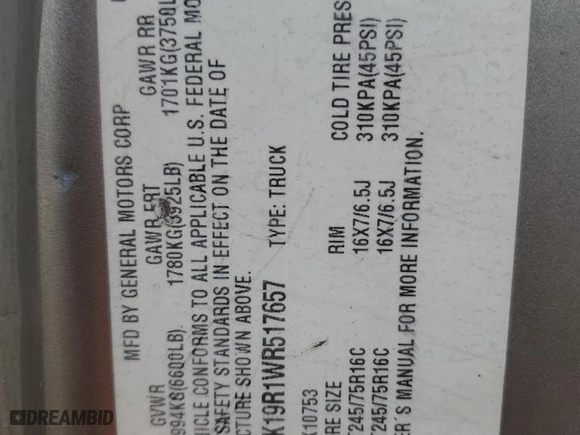 MFD BY GENERAL MOTORS CORP
GVWR GAWR FRT GAWR RR
994KG(6600LB) 1780KG(3925LB) 1701KG(3750L
HICLE CONFORMS TO ALL APPLICABLE U.S. FEDERAL MO
SAFETY STANDARDS IN EFFECT ON THE DATE OF
CTURE SHOWN ABOVE.
K19R1WR517657 TYPE: TRUCK
K10753
RE SIZE RIM COLD TIRE PRES
T245/75R16C 16X7/6.5J 310KPA(45PSI)
T245/75R16C 16X7/6.5J 310KPA(45PSI)
ER'S MANUAL FOR MORE INFORMATION.
DREAMBID